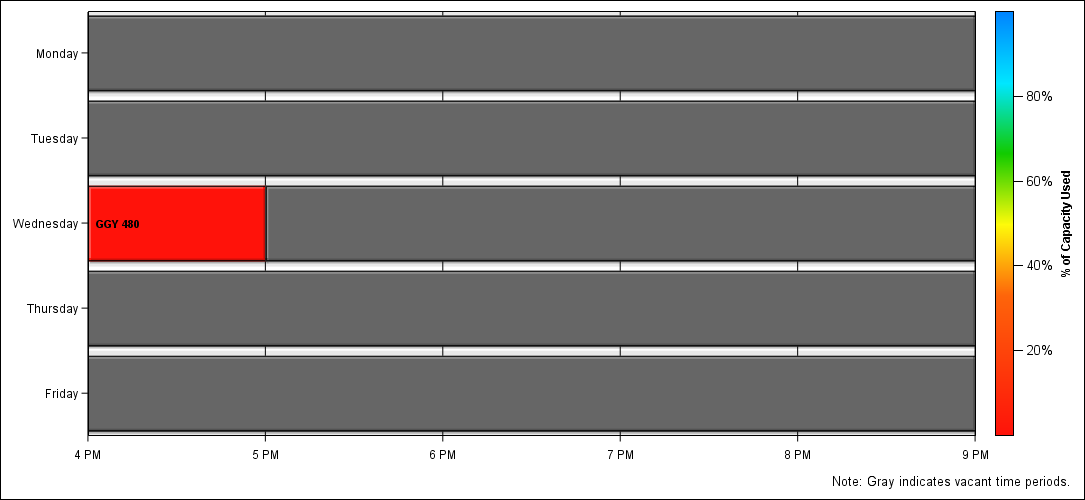 Monday
Tuesday
Wednesday
Thursday
Friday
GGY 480
4 PM
5 PM
6 PM
7 PM
8 PM
9 PM
80%
60%
40%
20%
% of Capacity Used
Note: Gray indicates vacant time periods.